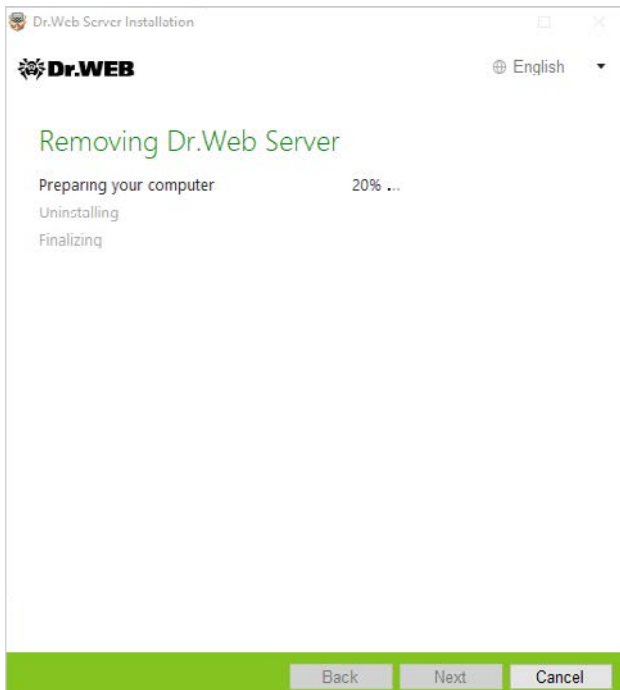 Dr.Web Server Installation
Dr.WEB
English
Removing Dr.Web Server
Preparing your computer 20% ...
Uninstalling
Finalizing
Back Next Cancel